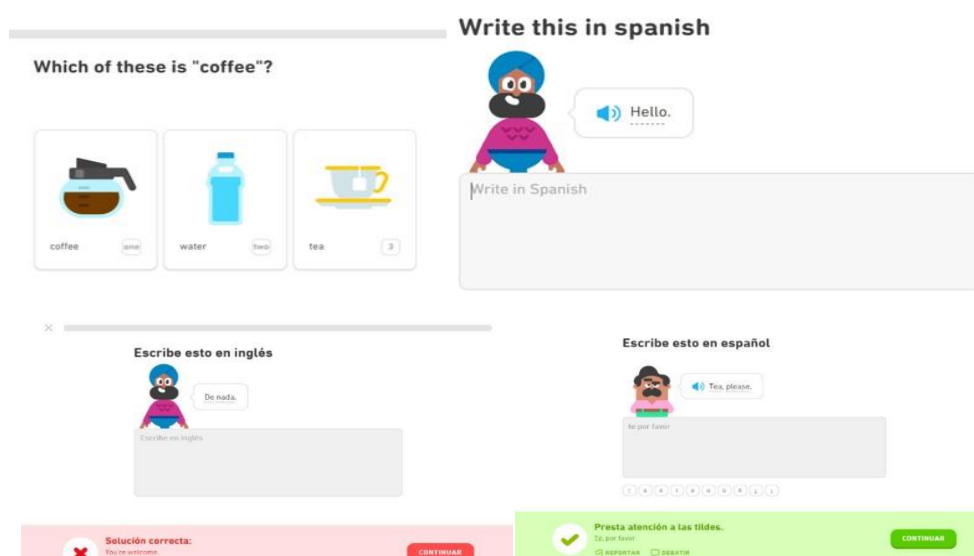 Which of these is "coffee"?
coffee one water two tea 3
Write this in spanish
Hello.
Write in Spanish
Escribe esto en inglés
De nada.
Escribe en inglés
Solución correcta:
You're welcome.
CONTINUAR
Escribe esto en español
Tea, please.
te por favor
Presta atención a las tildes.
por favor
REPORTAR DEBATIR
CONTINUAR